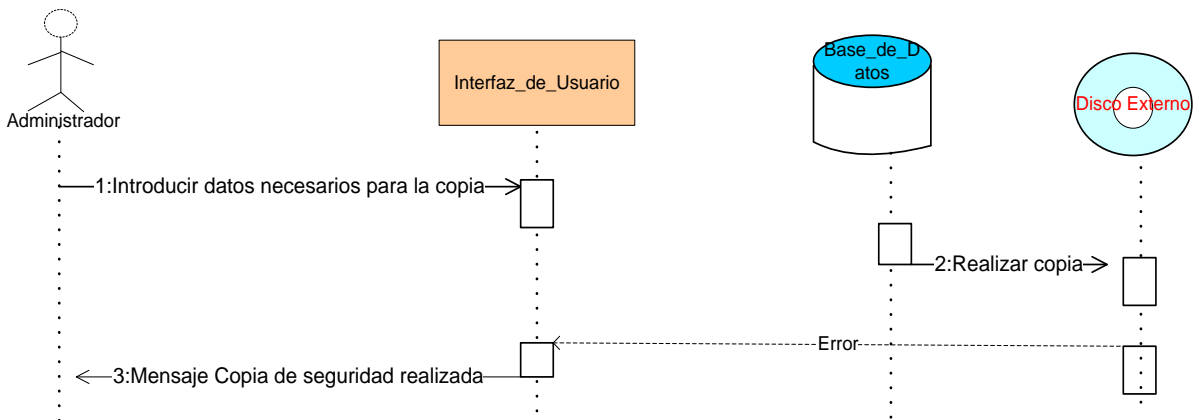 Administrador
Interfaz_de_Usuario
Base_de_D
atos
Disco Externo
1:Introducir datos necesarios para la copia
2:Realizar copia
Error
3:Mensaje Copia de seguridad realizada